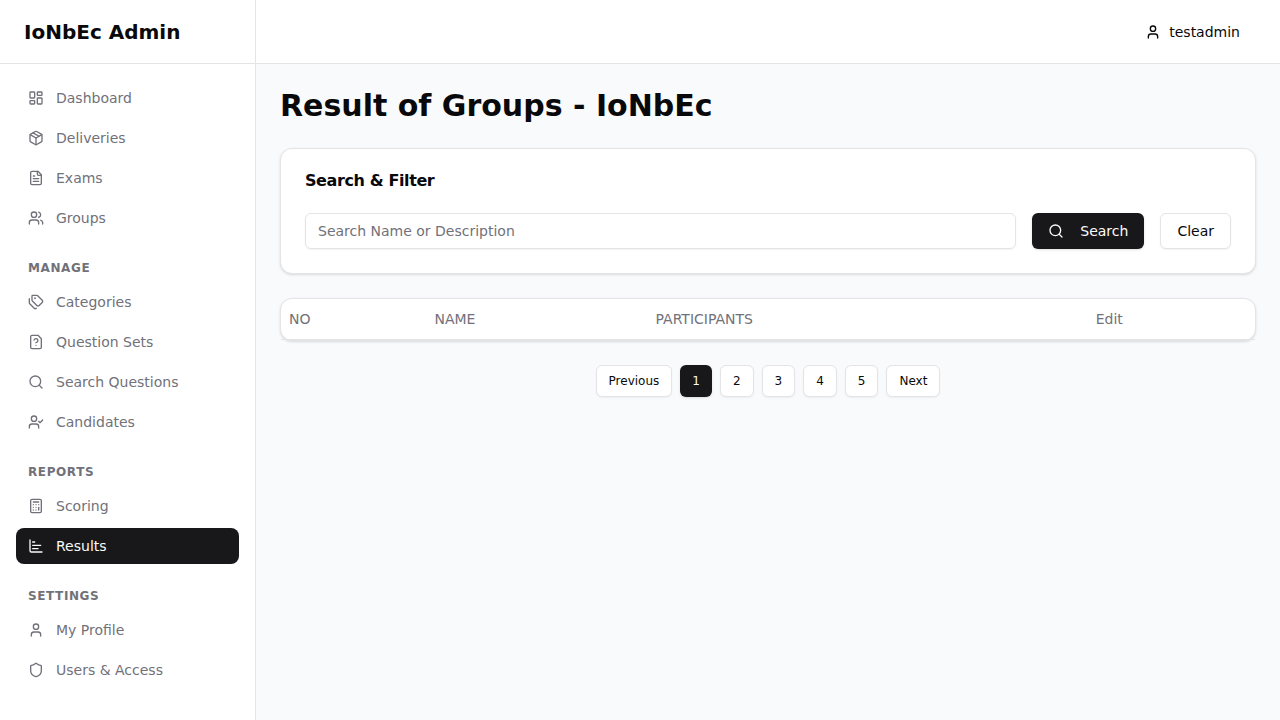 IoNbEc Admin
testadmin
Dashboard
Deliveries
Exams
Groups
MANAGE
Categories
Question Sets
Search Questions
Candidates
REPORTS
Scoring
Results
SETTINGS
My Profile
Users & Access
Result of Groups - IoNbEc
Search & Filter
Search Name or Description
Search
Clear
NO NAME PARTICIPANTS Edit
Previous 1 2 3 4 5 Next